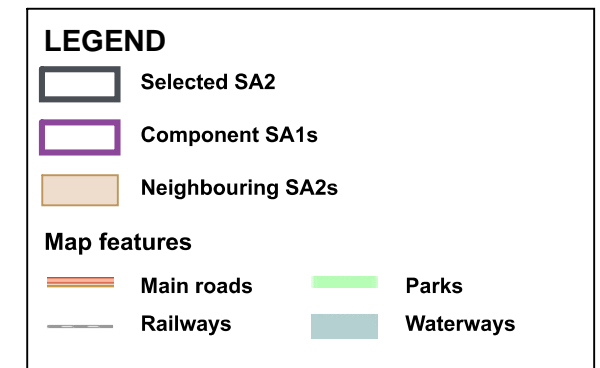 LEGEND
Selected SA2
Component SA1s
Neighbouring SA2s
Map features
Main roads
Parks
Railways
Waterways